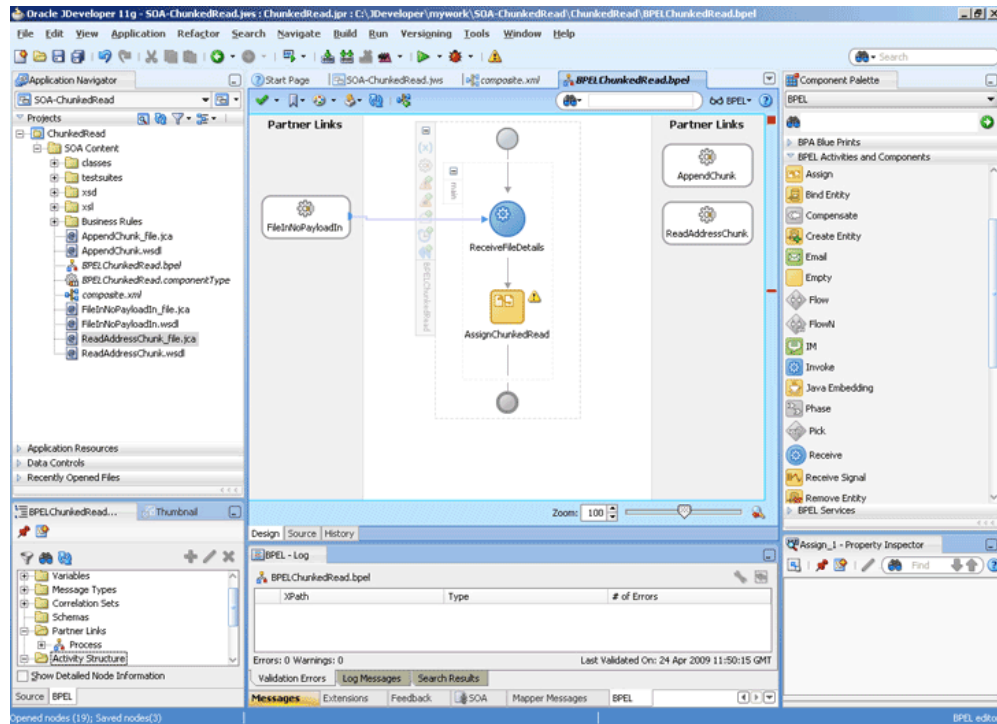 Oracle JDeveloper 11g - SOA-ChunkedRead.jws : ChunkedRead.jpr : C:\JDeveloper\mywork\SOA-ChunkedRead\ChunkedRead\BPELChunkedRead.bpel
File Edit View Application Refactor Search Navigate Build Run Versioning Tools Window Help
Search
Application Navigator
SOA-ChunkedRead
Projects
ChunkedRead
SOA Content
classes
testsuites
xsd
xsl
Business Rules
AppendChunk_file.jca
AppendChunk.wsdl
BPELChunkedRead.bpel
BPELChunkedRead.componentType
composite.xml
FileInNoPayloadIn_file.jca
FileInNoPayloadIn.wsdl
ReadAddressChunk_file.jca
ReadAddressChunk.wsdl
Application Resources
Data Controls
Recently Opened Files
BPELChunkedRead... Thumbnail
Variables
Message Types
Correlation Sets
Schemas
Partner Links
Process
Activity Structure
Show Detailed Node Information
Source BPEL
Start Page SOA-ChunkedRead.jws composite.xml BPELChunkedRead.bpel
BPEL
Partner Links
FileInNoPayloadIn
(x)
main
BPELChunkedRead
ReceiveFileDetails
AssignChunkedRead
Partner Links
AppendChunk
ReadAddressChunk
Zoom: 100
Design Source History
BPEL - Log
BPELChunkedRead.bpel
XPath Type # of Errors
Errors: 0 Warnings: 0 Last Validated On: 24 Apr 2009 11:50:15 GMT
Validation Errors Log Messages Search Results
Messages Extensions Feedback SOA Mapper Messages BPEL
Component Palette
BPEL
BPA Blue Prints
BPEL Activities and Components
Assign
Bind Entity
Compensate
Create Entity
Email
Empty
Flow
FlowN
IM
Invoke
Java Embedding
Phase
Pick
Receive
Receive Signal
Remove Entity
BPEL Services
Assign_1 - Property Inspector
Find
Opened nodes (19); Saved nodes(3) BPEL edito